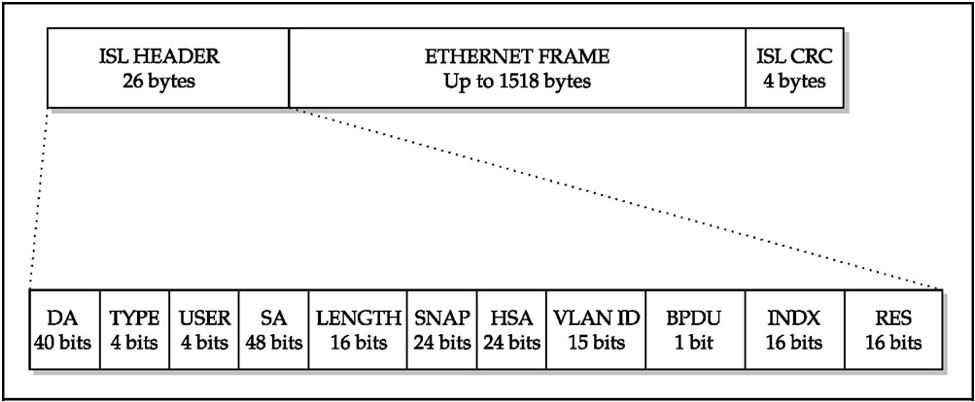 ISL HEADER
26 bytes
ETHERNET FRAME
Up to 1518 bytes
ISL CRC
4 bytes
DA
40 bits
TYPE
4 bits
USER
4 bits
SA
48 bits
LENGTH
16 bits
SNAP
24 bits
HSA
24 bits
VLAN ID
15 bits
BPDU
1 bit
INDX
16 bits
RES
16 bits